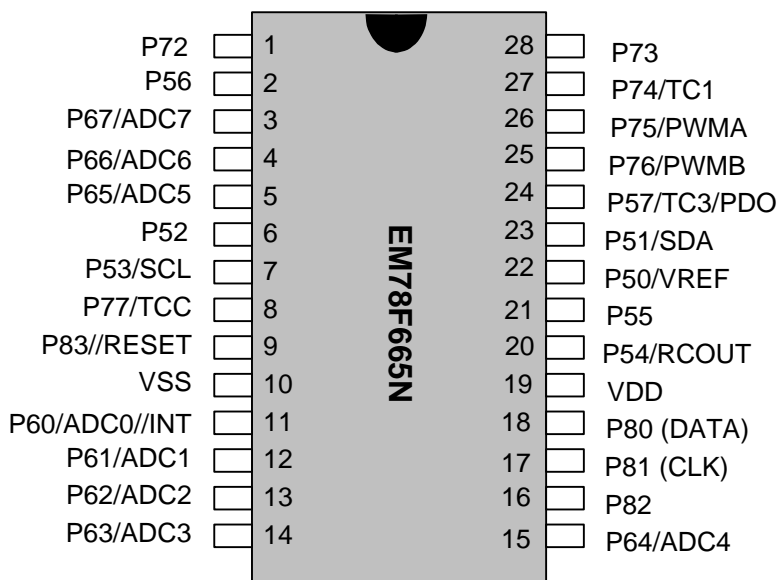 P72 1 28 P73
P56 2 27 P74/TC1
P67/ADC7 3 26 P75/PWMA
P66/ADC6 4 25 P76/PWMB
P65/ADC5 5 24 P57/TC3/PDO
P52 6 23 P51/SDA
P53/SCL 7 22 P50/VREF
P77/TCC 8 21 P55
P83//RESET 9 20 P54/RCOUT
VSS 10 19 VDD
P60/ADC0//INT 11 18 P80 (DATA)
P61/ADC1 12 17 P81 (CLK)
P62/ADC2 13 16 P82
P63/ADC3 14 15 P64/ADC4
EM78F665N